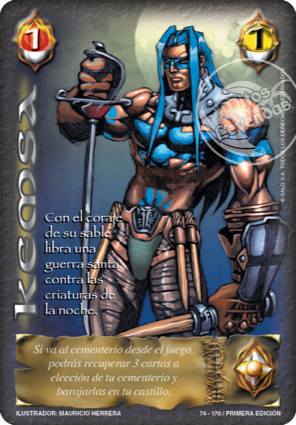 1
1
kemex
Con el coraje
de su sable
libra una
guerra santa
contra las
criaturas de
la noche.
Si va al cementerio desde el juego,
podrás recuperar 3 cartas a
elección de tu cementerio y
barajarlas en tu castillo.
ILUSTRADOR: MAURICIO HERRERA
74 - 170 / PRIMERA EDICIÓN